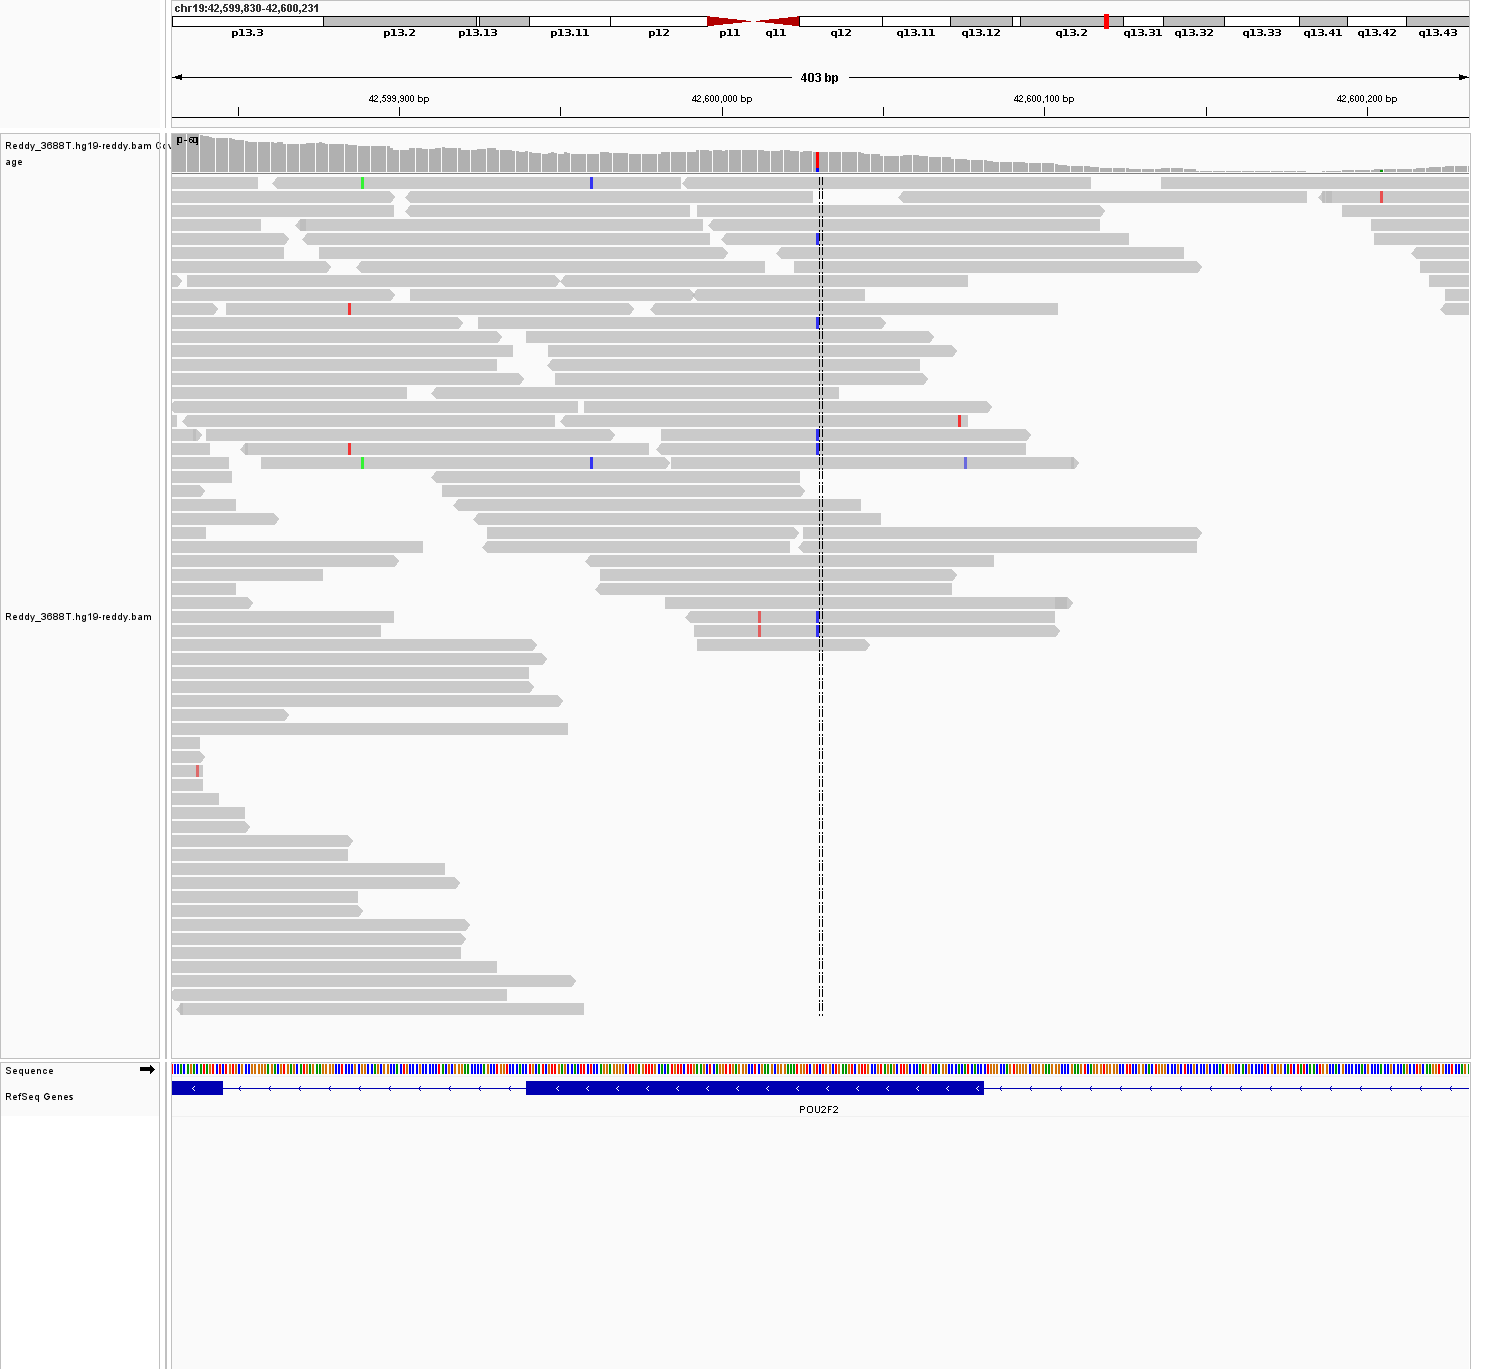 chr19:42,599,830-42,600,231
p13.3 p13.2 p13.13 p13.11 p12 p11 q11 q12 q13.11 q13.12 q13.2 q13.31 q13.32 q13.33 q13.41 q13.42 q13.43
403 bp
42,599,900 bp 42,600,000 bp 42,600,100 bp 42,600,200 bp
Reddy_3688T.hg19-reddy.bam Cov
age
[0 - 60]
Reddy_3688T.hg19-reddy.bam
Sequence
RefSeq Genes
POU2F2